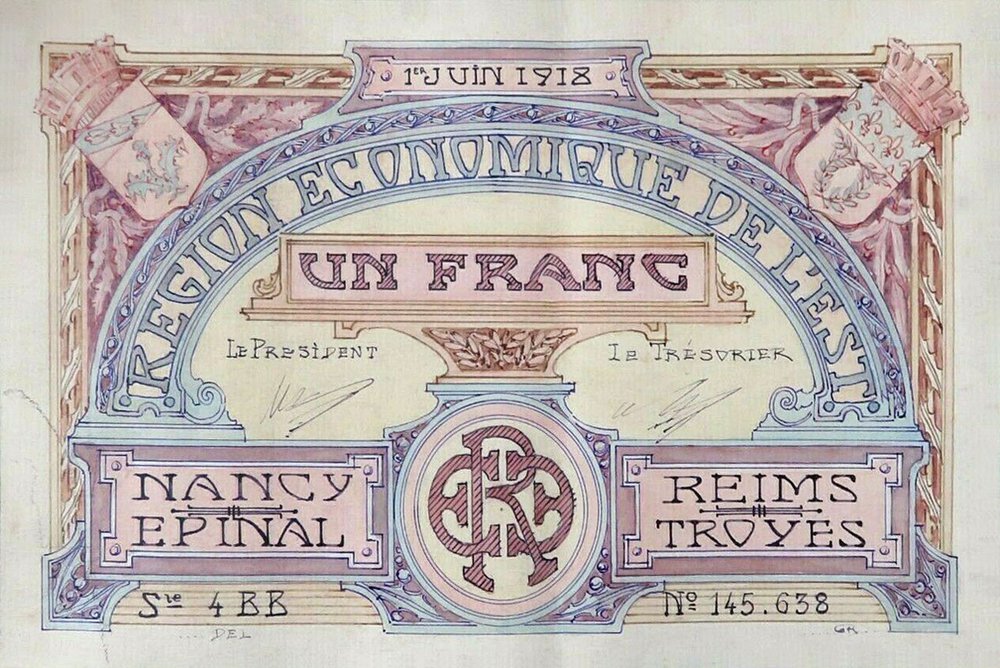 1ER JUIN 1918
REGION ECONOMIQUE DE L'EST
UN FRANC
LE PRESIDENT
LE TRÉSORIER
NANCY
EPINAL
REIMS
TROYES
Sie 4 BB
No 145.638
DEL